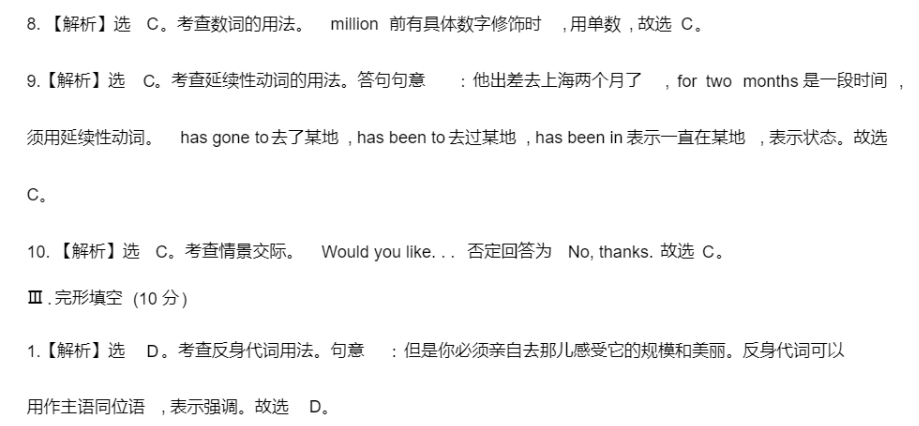 8. 【解析】选 C。考查数词的用法。 million 前有具体数字修饰时 , 用单数 , 故选 C。
9.【解析】选 C。考查延续性动词的用法。答句句意 : 他出差去上海两个月了 , for two months 是一段时间 ,
须用延续性动词。 has gone to 去了某地 , has been to 去过某地 , has been in 表示一直在某地 , 表示状态。故选
C。
10. 【解析】选 C。考查情景交际。 Would you like. . . 否定回答为 No, thanks. 故选 C。
Ⅲ . 完形填空 (10 分)
1.【解析】选 D。考查反身代词用法。句意 : 但是你必须亲自去那儿感受它的规模和美丽。反身代词可以
用作主语同位语 , 表示强调。故选 D。